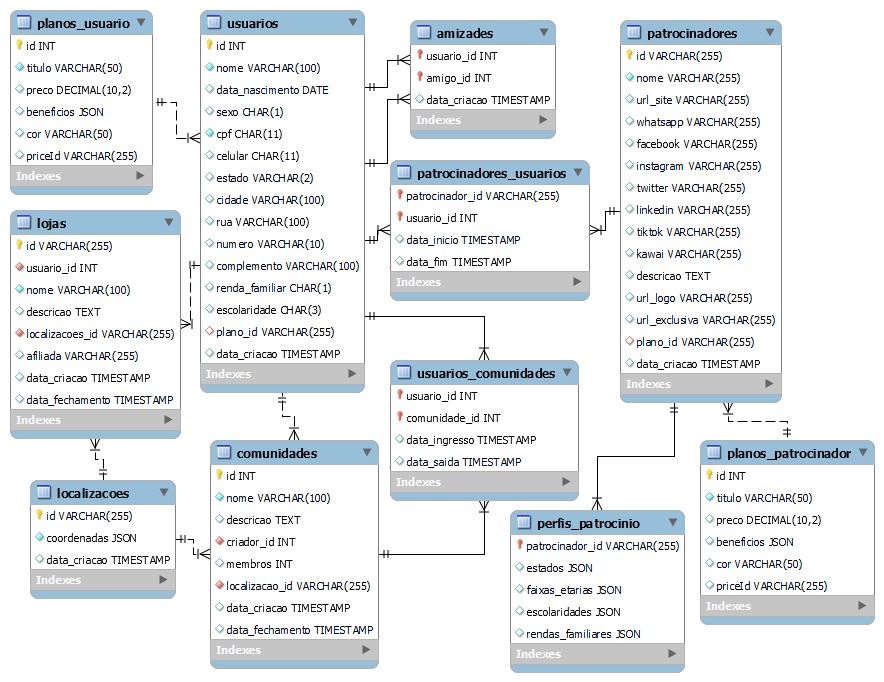 planos_usuario
id INT
titulo VARCHAR(50)
preco DECIMAL(10,2)
beneficios JSON
cor VARCHAR(50)
priceId VARCHAR(255)
Indexes
usuarios
id INT
nome VARCHAR(100)
data_nascimento DATE
sexo CHAR(1)
cpf CHAR(11)
celular CHAR(11)
estado VARCHAR(2)
cidade VARCHAR(100)
rua VARCHAR(100)
numero VARCHAR(10)
complemento VARCHAR(100)
renda_familiar CHAR(1)
escolaridade CHAR(3)
plano_id VARCHAR(255)
data_criacao TIMESTAMP
Indexes
amizades
usuario_id INT
amigo_id INT
data_criacao TIMESTAMP
Indexes
patrocinadores
id VARCHAR(255)
nome VARCHAR(255)
url_site VARCHAR(255)
whatsapp VARCHAR(255)
facebook VARCHAR(255)
instagram VARCHAR(255)
twitter VARCHAR(255)
linkedin VARCHAR(255)
tiktok VARCHAR(255)
kawai VARCHAR(255)
descricao TEXT
url_logo VARCHAR(255)
url_exclusiva VARCHAR(255)
plano_id VARCHAR(255)
data_criacao TIMESTAMP
Indexes
patrocinadores_usuarios
patrocinador_id VARCHAR(255)
usuario_id INT
data_inicio TIMESTAMP
data_fim TIMESTAMP
Indexes
lojas
id VARCHAR(255)
usuario_id INT
nome VARCHAR(100)
descricao TEXT
localizacoes_id VARCHAR(255)
afiliada VARCHAR(255)
data_criacao TIMESTAMP
data_fechamento TIMESTAMP
Indexes
usuarios_comunidades
usuario_id INT
comunidade_id INT
data_ingresso TIMESTAMP
data_saida TIMESTAMP
Indexes
comunidades
id INT
nome VARCHAR(100)
descricao TEXT
criador_id INT
membros INT
localizacao_id VARCHAR(255)
data_criacao TIMESTAMP
data_fechamento TIMESTAMP
Indexes
localizacoes
id VARCHAR(255)
coordenadas JSON
data_criacao TIMESTAMP
Indexes
perfis_patrocinio
patrocinador_id VARCHAR(255)
estados JSON
faixas_etarias JSON
escolaridades JSON
rendas_familiares JSON
Indexes
planos_patrocinador
id INT
titulo VARCHAR(50)
preco DECIMAL(10,2)
beneficios JSON
cor VARCHAR(50)
priceId VARCHAR(255)
Indexes